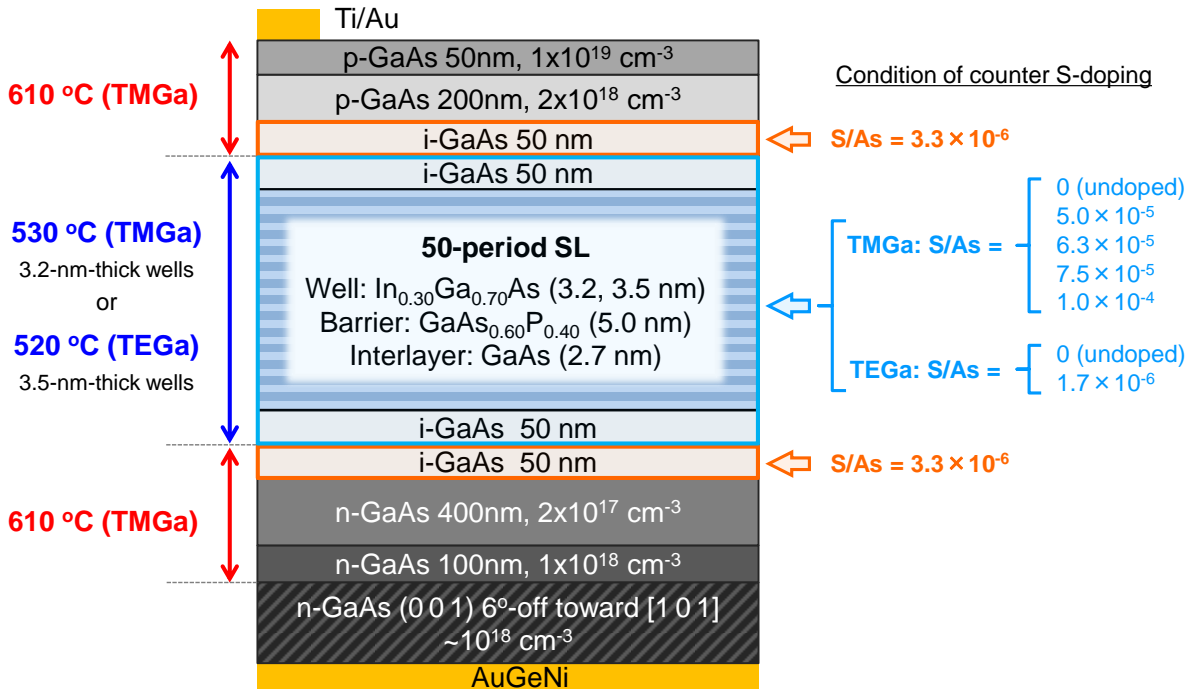 Ti/Au
p-GaAs 50nm, 1x10¹⁹ cm⁻³
p-GaAs 200nm, 2x10¹⁸ cm⁻³
i-GaAs 50 nm
i-GaAs 50 nm
50-period SL
Well: In₀.₃₀Ga₀.₇₀As (3.2, 3.5 nm)
Barrier: GaAs₀.₆₀P₀.₄₀ (5.0 nm)
Interlayer: GaAs (2.7 nm)
i-GaAs 50 nm
i-GaAs 50 nm
n-GaAs 400nm, 2x10¹⁷ cm⁻³
n-GaAs 100nm, 1x10¹⁸ cm⁻³
n-GaAs (0 0 1) 6º-off toward [1 0 1]
~10¹⁸ cm⁻³
AuGeNi
610 ºC (TMGa)
530 ºC (TMGa)
3.2-nm-thick wells
or
520 ºC (TEGa)
3.5-nm-thick wells
610 ºC (TMGa)
Condition of counter S-doping
S/As = 3.3 × 10⁻⁶
TMGa: S/As =
0 (undoped)
5.0 × 10⁻⁵
6.3 × 10⁻⁵
7.5 × 10⁻⁵
1.0 × 10⁻⁴
TEGa: S/As =
0 (undoped)
1.7 × 10⁻⁶
S/As = 3.3 × 10⁻⁶